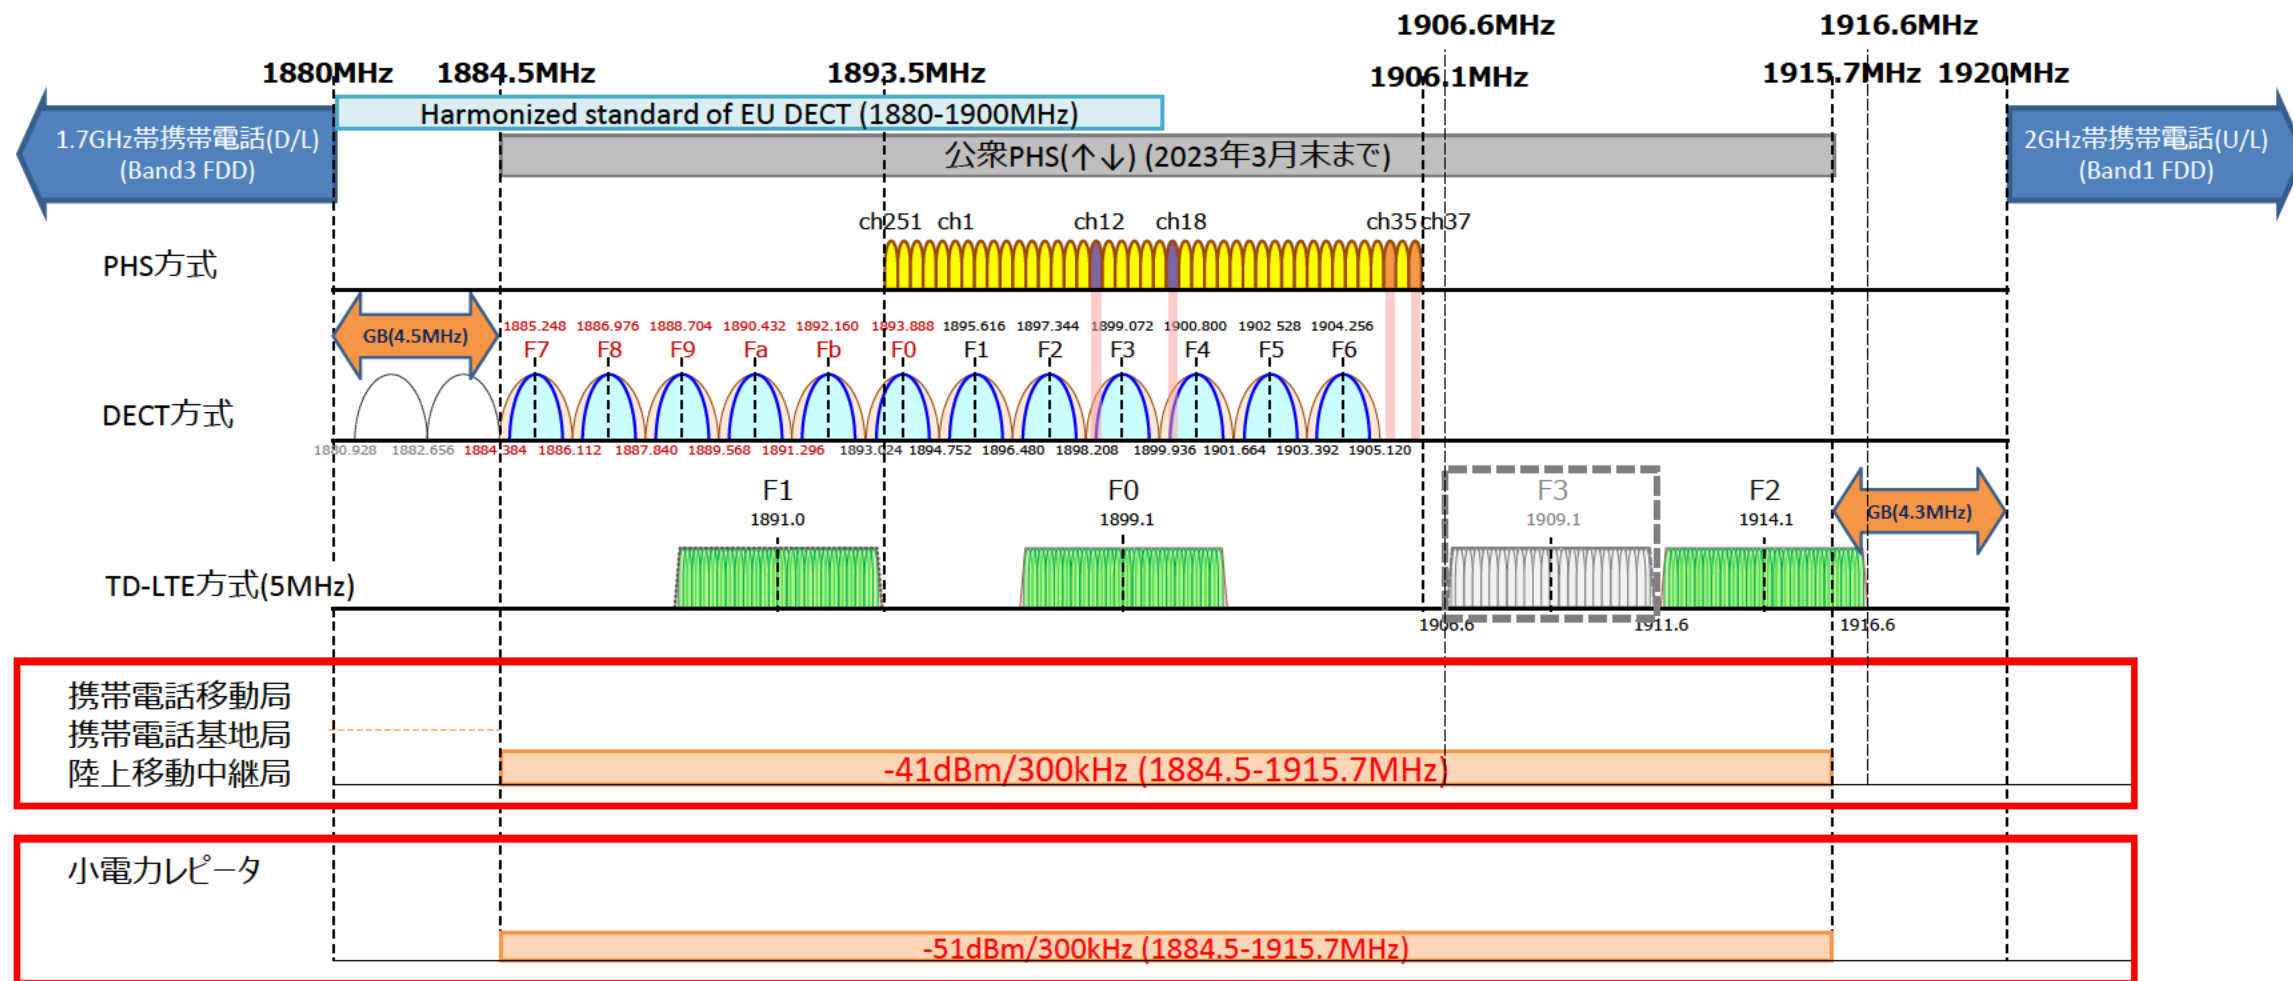 1906.6MHz
1916.6MHz
1880MHz
1884.5MHz
1893.5MHz
1906.1MHz
1915.7MHz
1920MHz
Harmonized standard of EU DECT (1880-1900MHz)
1.7GHz帯携帯電話(D/L)
(Band3 FDD)
公衆PHS(↑↓) (2023年3月末まで)
2GHz帯携帯電話(U/L)
(Band1 FDD)
ch251
ch1
ch12
ch18
ch35
ch37
PHS方式
GB(4.5MHz)
1885.248 1886.976 1888.704 1890.432 1892.160 1893.888 1895.616 1897.344 1899.072 1900.800 1902 528 1904.256
F7 F8 F9 Fa Fb F0 F1 F2 F3 F4 F5 F6
DECT方式
1880.928 1882.656 1884.384 1886.112 1887.840 1889.568 1891.296 1893.024 1894.752 1896.480 1898.208 1899.936 1901.664 1903.392 1905.120
F1
1891.0
F0
1899.1
F3
1909.1
F2
1914.1
GB(4.3MHz)
TD-LTE方式(5MHz)
1906.6
1911.6
1916.6
携帯電話移動局
携帯電話基地局
陸上移動中継局
-41dBm/300kHz (1884.5-1915.7MHz)
小電力レピータ
-51dBm/300kHz (1884.5-1915.7MHz)